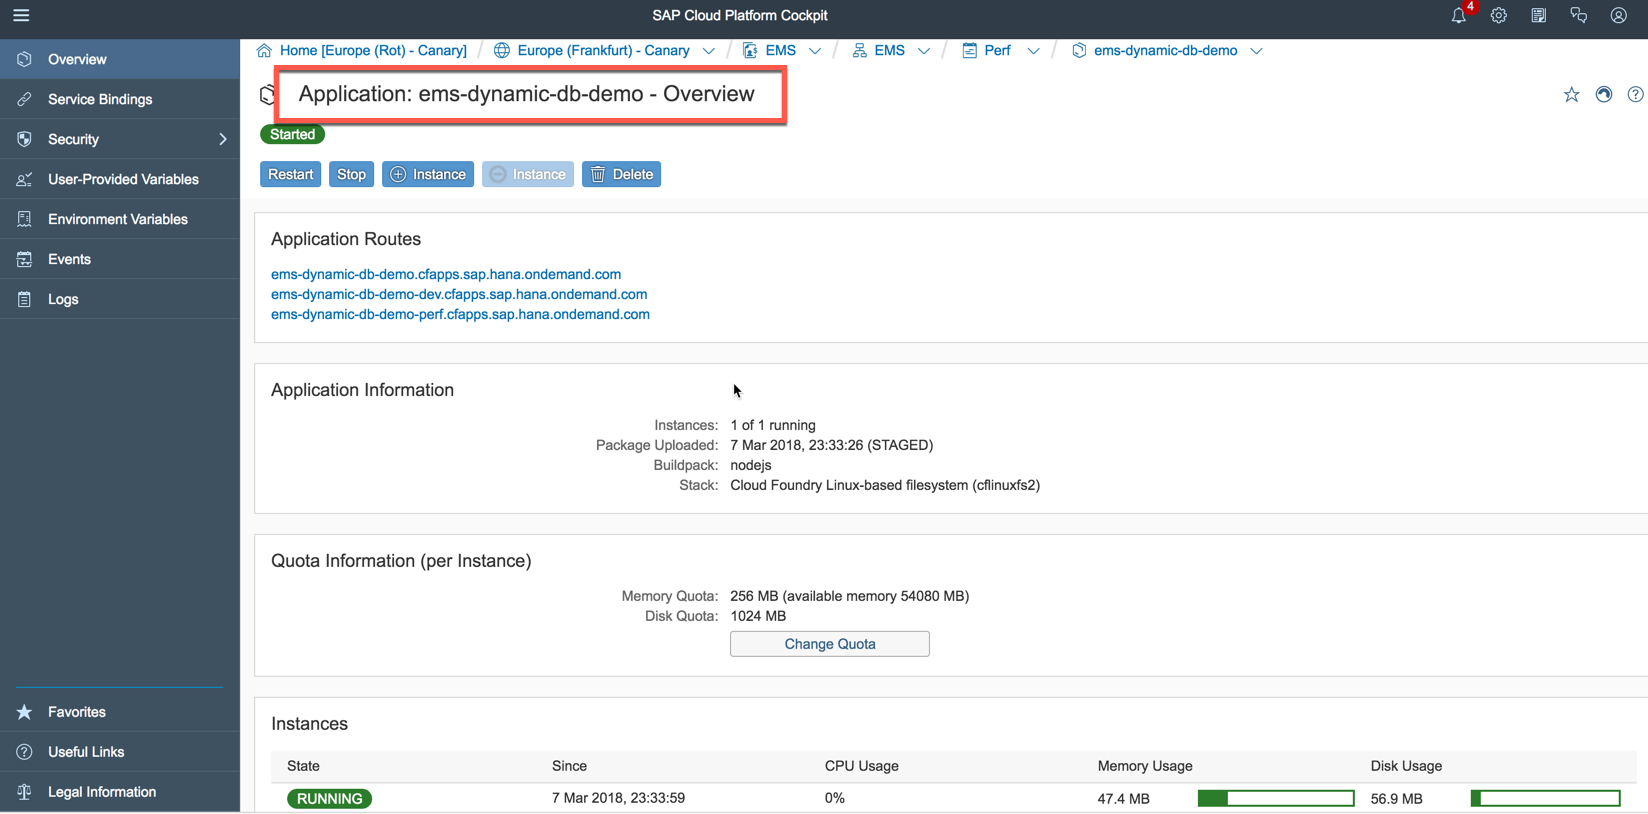 SAP Cloud Platform Cockpit
4
Overview
Service Bindings
Security
User-Provided Variables
Environment Variables
Events
Logs
Favorites
Useful Links
Legal Information
Home [Europe (Rot) - Canary] / Europe (Frankfurt) - Canary / EMS / EMS / Perf / ems-dynamic-db-demo
Application: ems-dynamic-db-demo - Overview
Started
Restart Stop Instance Instance Delete
Application Routes
ems-dynamic-db-demo.cfapps.sap.hana.ondemand.com
ems-dynamic-db-demo-dev.cfapps.sap.hana.ondemand.com
ems-dynamic-db-demo-perf.cfapps.sap.hana.ondemand.com
Application Information
Instances: 1 of 1 running
Package Uploaded: 7 Mar 2018, 23:33:26 (STAGED)
Buildpack: nodejs
Stack: Cloud Foundry Linux-based filesystem (cflinuxfs2)
Quota Information (per Instance)
Memory Quota: 256 MB (available memory 54080 MB)
Disk Quota: 1024 MB
Change Quota
Instances
State Since CPU Usage Memory Usage Disk Usage
RUNNING 7 Mar 2018, 23:33:59 0% 47.4 MB 56.9 MB